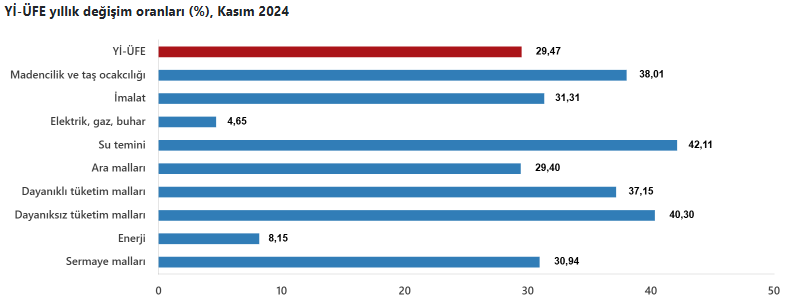 Yİ-ÜFE yıllık değişim oranları (%), Kasım 2024
Yİ-ÜFE 29,47
Madencilik ve taş ocakcılığı 38,01
İmalat 31,31
Elektrik, gaz, buhar 4,65
Su temini 42,11
Ara malları 29,40
Dayanıklı tüketim malları 37,15
Dayanıksız tüketim malları 40,30
Enerji 8,15
Sermaye malları 30,94
0 10 20 30 40 50